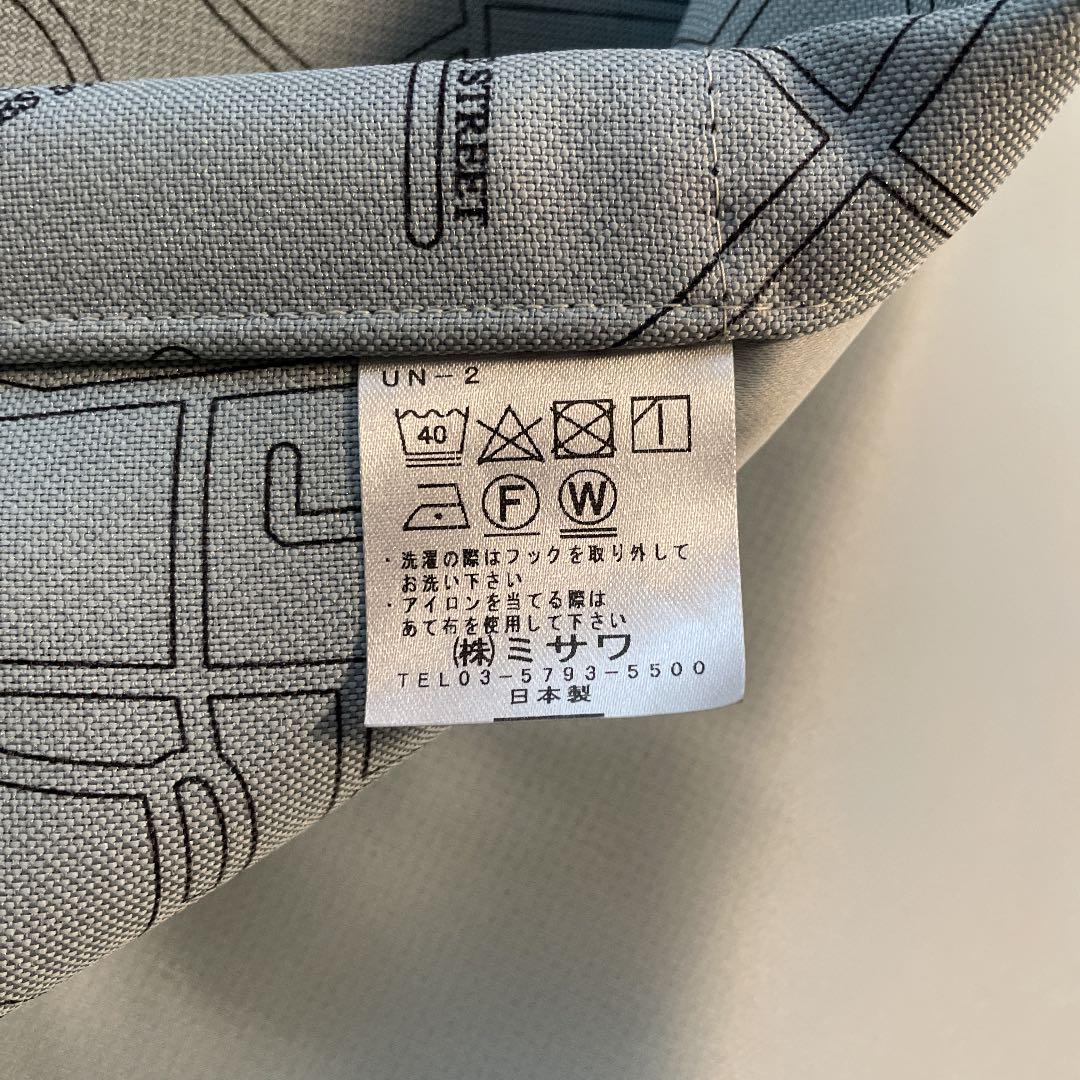 STREET
UN-2
40
F W
・洗濯の際はフックを取り外して
お洗い下さい
・アイロンを当てる際は
あて布を使用して下さい
㈱ミサワ
TEL03-5793-5500
日本製